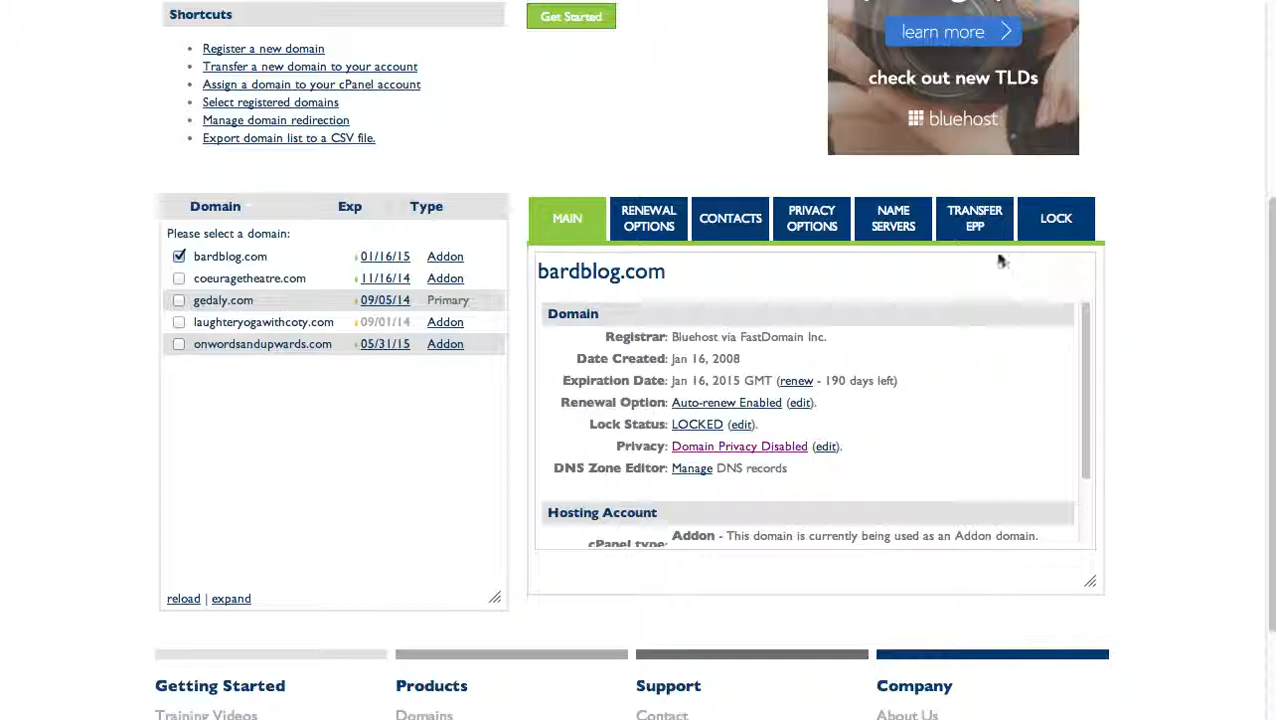 Shortcuts
Get Started
learn more
check out new TLDs
bluehost
Register a new domain
Transfer a new domain to your account
Assign a domain to your cPanel account
Select registered domains
Manage domain redirection
Export domain list to a CSV file.
Domain Exp Type
Please select a domain:
bardblog.com 01/16/15 Addon
coeuragetheatre.com 11/16/14 Addon
gedaly.com 09/05/14 Primary
laughteryogawithcoty.com 09/01/14 Addon
onwordsandupwards.com 05/31/15 Addon
reload | expand
MAIN
RENEWAL OPTIONS
CONTACTS
PRIVACY OPTIONS
NAME SERVERS
TRANSFER EPP
LOCK
bardblog.com
Domain
Registrar: Bluehost via FastDomain Inc.
Date Created: Jan 16, 2008
Expiration Date: Jan 16, 2015 GMT (renew - 190 days left)
Renewal Option: Auto-renew Enabled (edit).
Lock Status: LOCKED (edit).
Privacy: Domain Privacy Disabled (edit).
DNS Zone Editor: Manage DNS records
Hosting Account
cPanel type: Addon - This domain is currently being used as an Addon domain.
Getting Started
Training Videos
Products
Domains
Support
Contact
Company
About Us